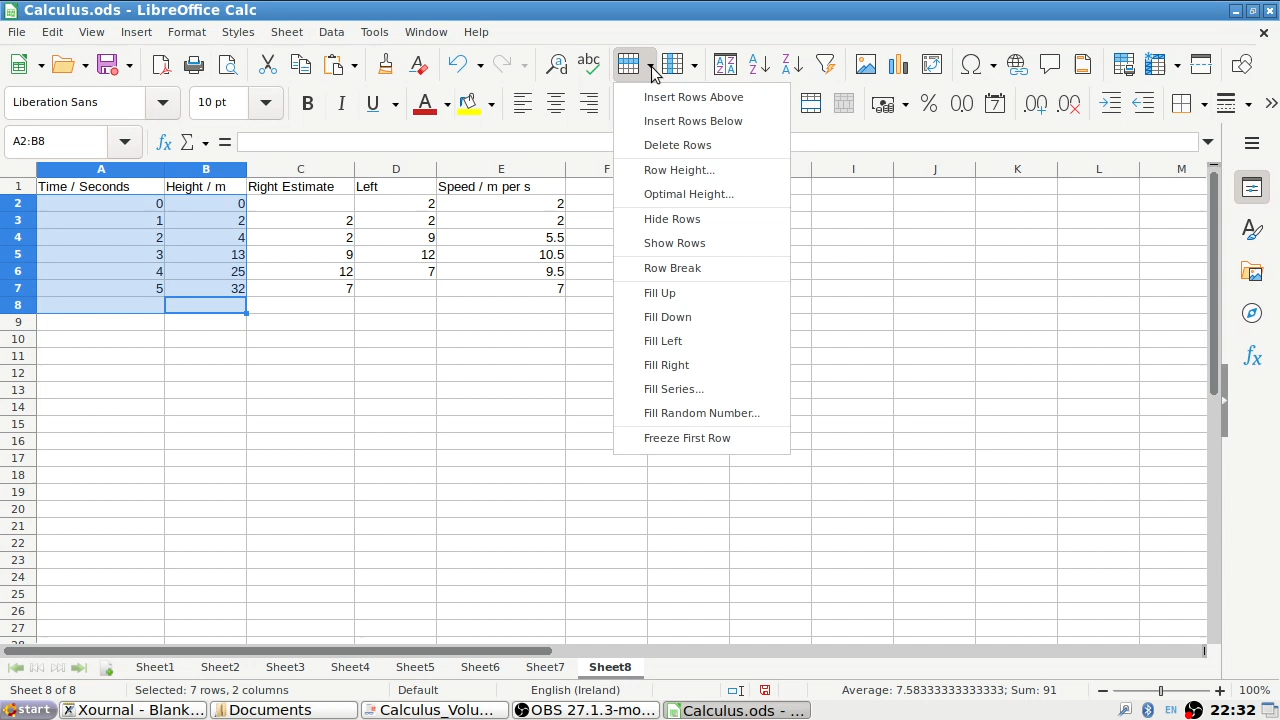 Calculus.ods - LibreOffice Calc
File Edit View Insert Format Styles Sheet Data Tools Window Help
abc
Liberation Sans 10 pt B I U A % 0.0 7 .00 .0
A2:B8 fx Σ =
A B C D E F I J K L M
1 Time / Seconds Height / m Right Estimate Left Speed / m per s
2 0 0 2 2
3 1 2 2 2 2
4 2 4 2 9 5.5
5 3 13 9 12 10.5
6 4 25 12 7 9.5
7 5 32 7 7
8
9
10
11
12
13
14
15
16
17
18
19
20
21
22
23
24
25
26
27
28
Insert Rows Above
Insert Rows Below
Delete Rows
Row Height...
Optimal Height...
Hide Rows
Show Rows
Row Break
Fill Up
Fill Down
Fill Left
Fill Right
Fill Series...
Fill Random Number...
Freeze First Row
Sheet1 Sheet2 Sheet3 Sheet4 Sheet5 Sheet6 Sheet7 Sheet8
Sheet 8 of 8 Selected: 7 rows, 2 columns Default English (Ireland) Average: 7.58333333333333; Sum: 91 100%
start Xournal - Blank... Documents Calculus_Volu... OBS 27.1.3-mo... Calculus.ods - ... EN 22:32